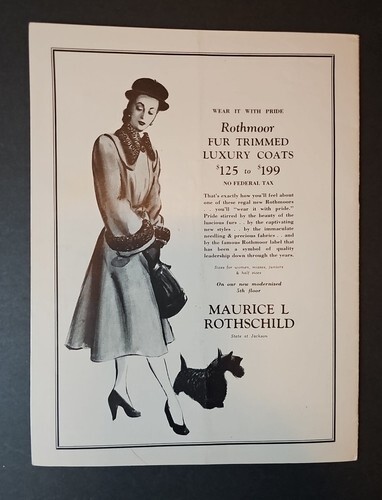 WEAR IT WITH PRIDE
Rothmoor
FUR TRIMMED
LUXURY COATS
$125 to $199
NO FEDERAL TAX
That's exactly how you'll feel about
one of these regal new Rothmoors
. . . you'll "wear it with pride."
Pride stirred by the beauty of the
luscious furs . . by the captivating
new styles . . by the immaculate
needling & precious fabrics . . and
by the famous Rothmoor label that
has been a symbol of quality
leadership down through the years.
Sizes for women, misses, juniors
& half sizes
On our new modernized
5th floor
MAURICE L
ROTHSCHILD
State at Jackson